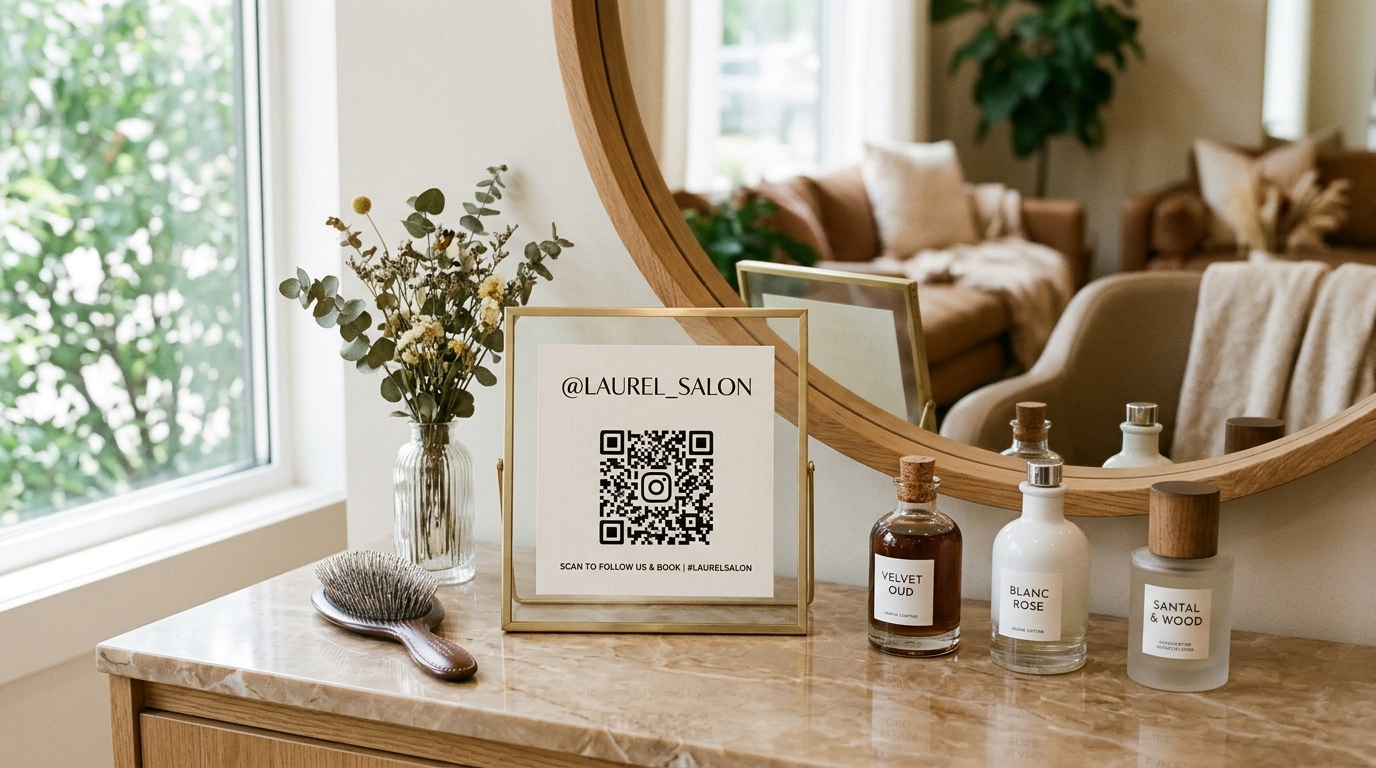 @LAUREL_SALON
SCAN TO FOLLOW US & BOOK | #LAURELSALON
VELVET
OUD
BLANC
ROSE
SANTAL
& WOOD